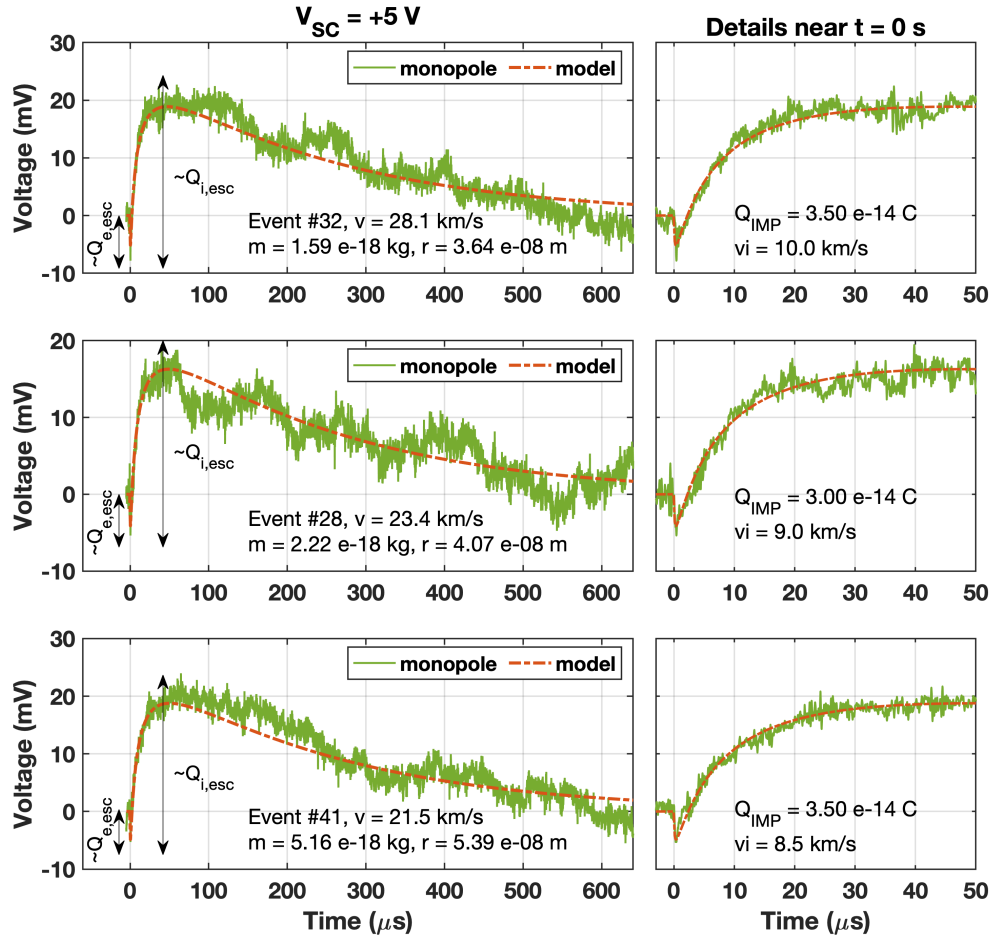 V_SC = +5 V
Details near t = 0 s
30
20
10
0
-10
Voltage (mV)
monopole model
~Q_i,esc
~Q_e,esc
Event #32, v = 28.1 km/s
m = 1.59 e-18 kg, r = 3.64 e-08 m
0 100 200 300 400 500 600
Q_IMP = 3.50 e-14 C
vi = 10.0 km/s
0 10 20 30 40 50
20
10
0
-10
Voltage (mV)
monopole model
~Q_i,esc
~Q_e,esc
Event #28, v = 23.4 km/s
m = 2.22 e-18 kg, r = 4.07 e-08 m
0 100 200 300 400 500 600
Q_IMP = 3.00 e-14 C
vi = 9.0 km/s
0 10 20 30 40 50
30
20
10
0
-10
Voltage (mV)
monopole model
~Q_i,esc
~Q_e,esc
Event #41, v = 21.5 km/s
m = 5.16 e-18 kg, r = 5.39 e-08 m
0 100 200 300 400 500 600
Time (μs)
Q_IMP = 3.50 e-14 C
vi = 8.5 km/s
0 10 20 30 40 50
Time (μs)